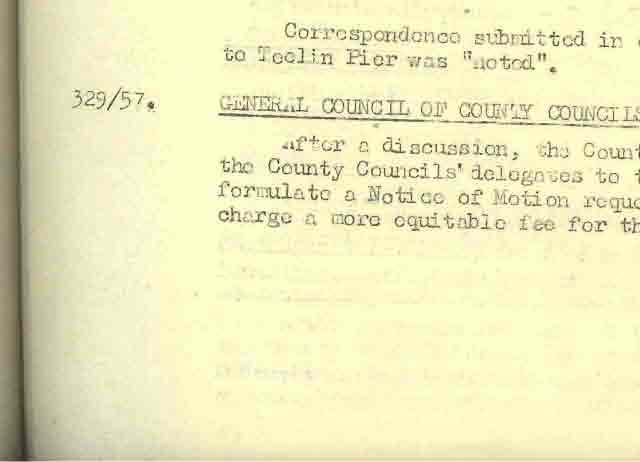 Correspondence submitted in
to Teelin Pier was "noted".
329/57. GENERAL COUNCIL OF COUNTY COUNCILS
After a discussion, the Count
the County Councils' delegates to t
formulate a Notice of Motion reque
charge a more equitable fee for th